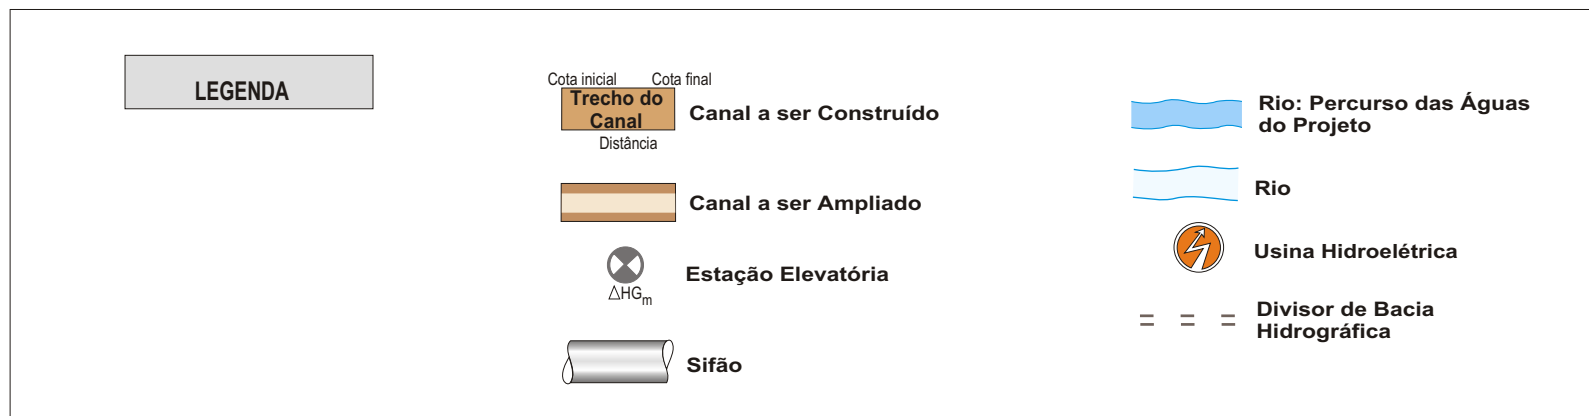 LEGENDA
Cota inicial Cota final
Trecho do
Canal
Distância
Canal a ser Construído
Canal a ser Ampliado
Estação Elevatória
△HGm
Sifão
Rio: Percurso das Águas
do Projeto
Rio
Usina Hidroelétrica
Divisor de Bacia
Hidrográfica